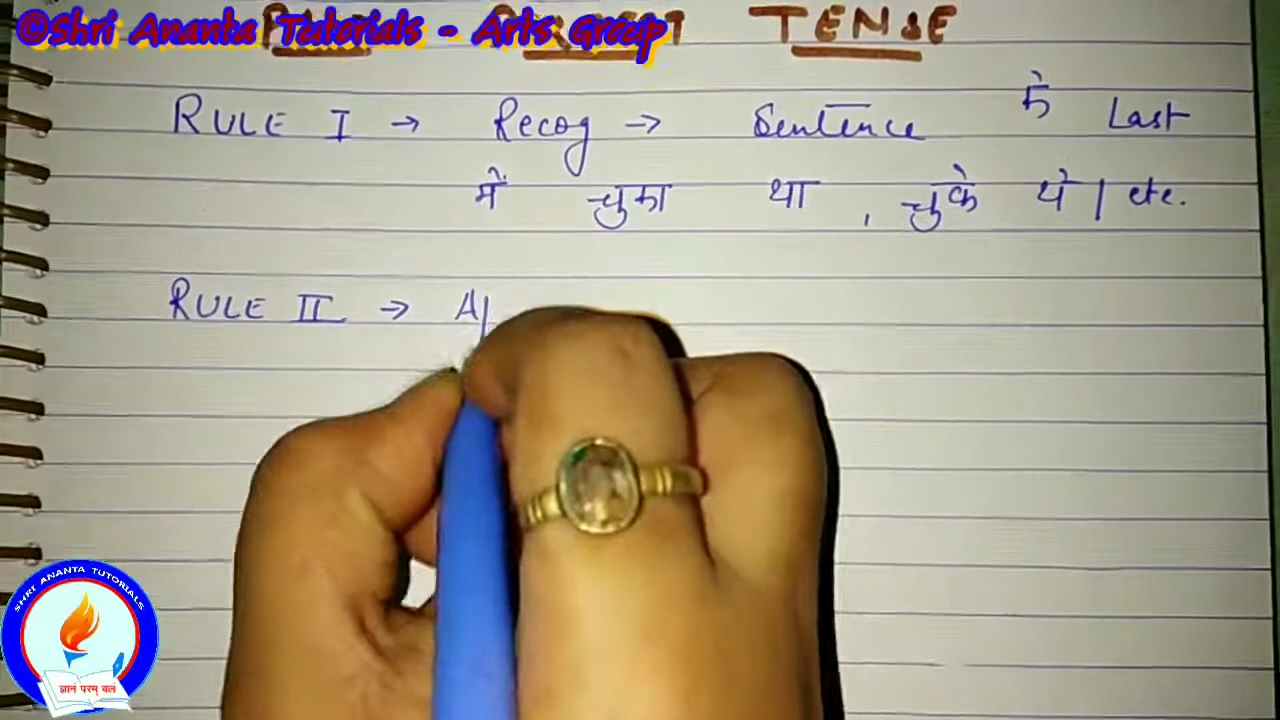 ©Shri Ananta Tutorials - Arts Group
TENSE
RULE I → Recog → Sentence के Last
में चुका था , चुके थे | etc.
RULE II →
SHRI ANANTA TUTORIALS
ज्ञानं परमं बलं